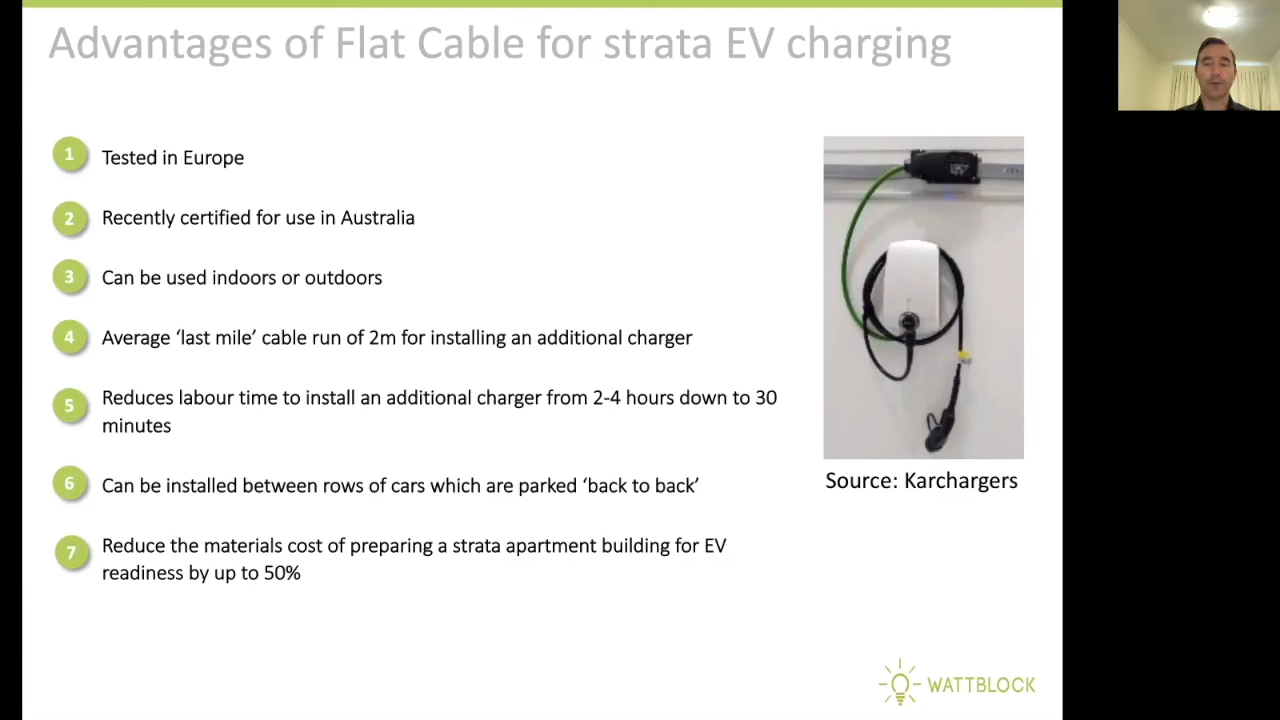 Advantages of Flat Cable for strata EV charging
1 Tested in Europe
2 Recently certified for use in Australia
3 Can be used indoors or outdoors
4 Average ‘last mile’ cable run of 2m for installing an additional charger
5 Reduces labour time to install an additional charger from 2-4 hours down to 30
minutes
6 Can be installed between rows of cars which are parked ‘back to back’
7 Reduce the materials cost of preparing a strata apartment building for EV
readiness by up to 50%
Source: Karchargers
WATTBLOCK